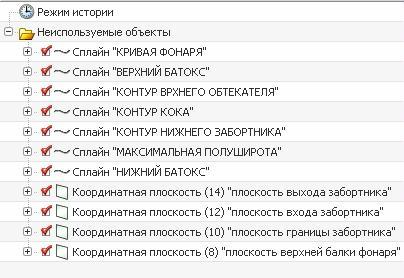 Режим истории
Неиспользуемые объекты
Сплайн "КРИВАЯ ФОНАРЯ"
Сплайн "ВЕРХНИЙ БАТОКС"
Сплайн "КОНТУР ВРХНЕГО ОБТЕКАТЕЛЯ"
Сплайн "КОНТУР КОКА"
Сплайн "КОНТУР НИЖНЕГО ЗАБОРТНИКА"
Сплайн "МАКСИМАЛЬНАЯ ПОЛУШИРОТА"
Сплайн "НИЖНИЙ БАТОКС"
Координатная плоскость (14) "плоскость выхода забортника"
Координатная плоскость (12) "плоскость входа забортника"
Координатная плоскость (10) "плоскость границы забортника"
Координатная плоскость (8) "плоскость верхней балки фонаря"